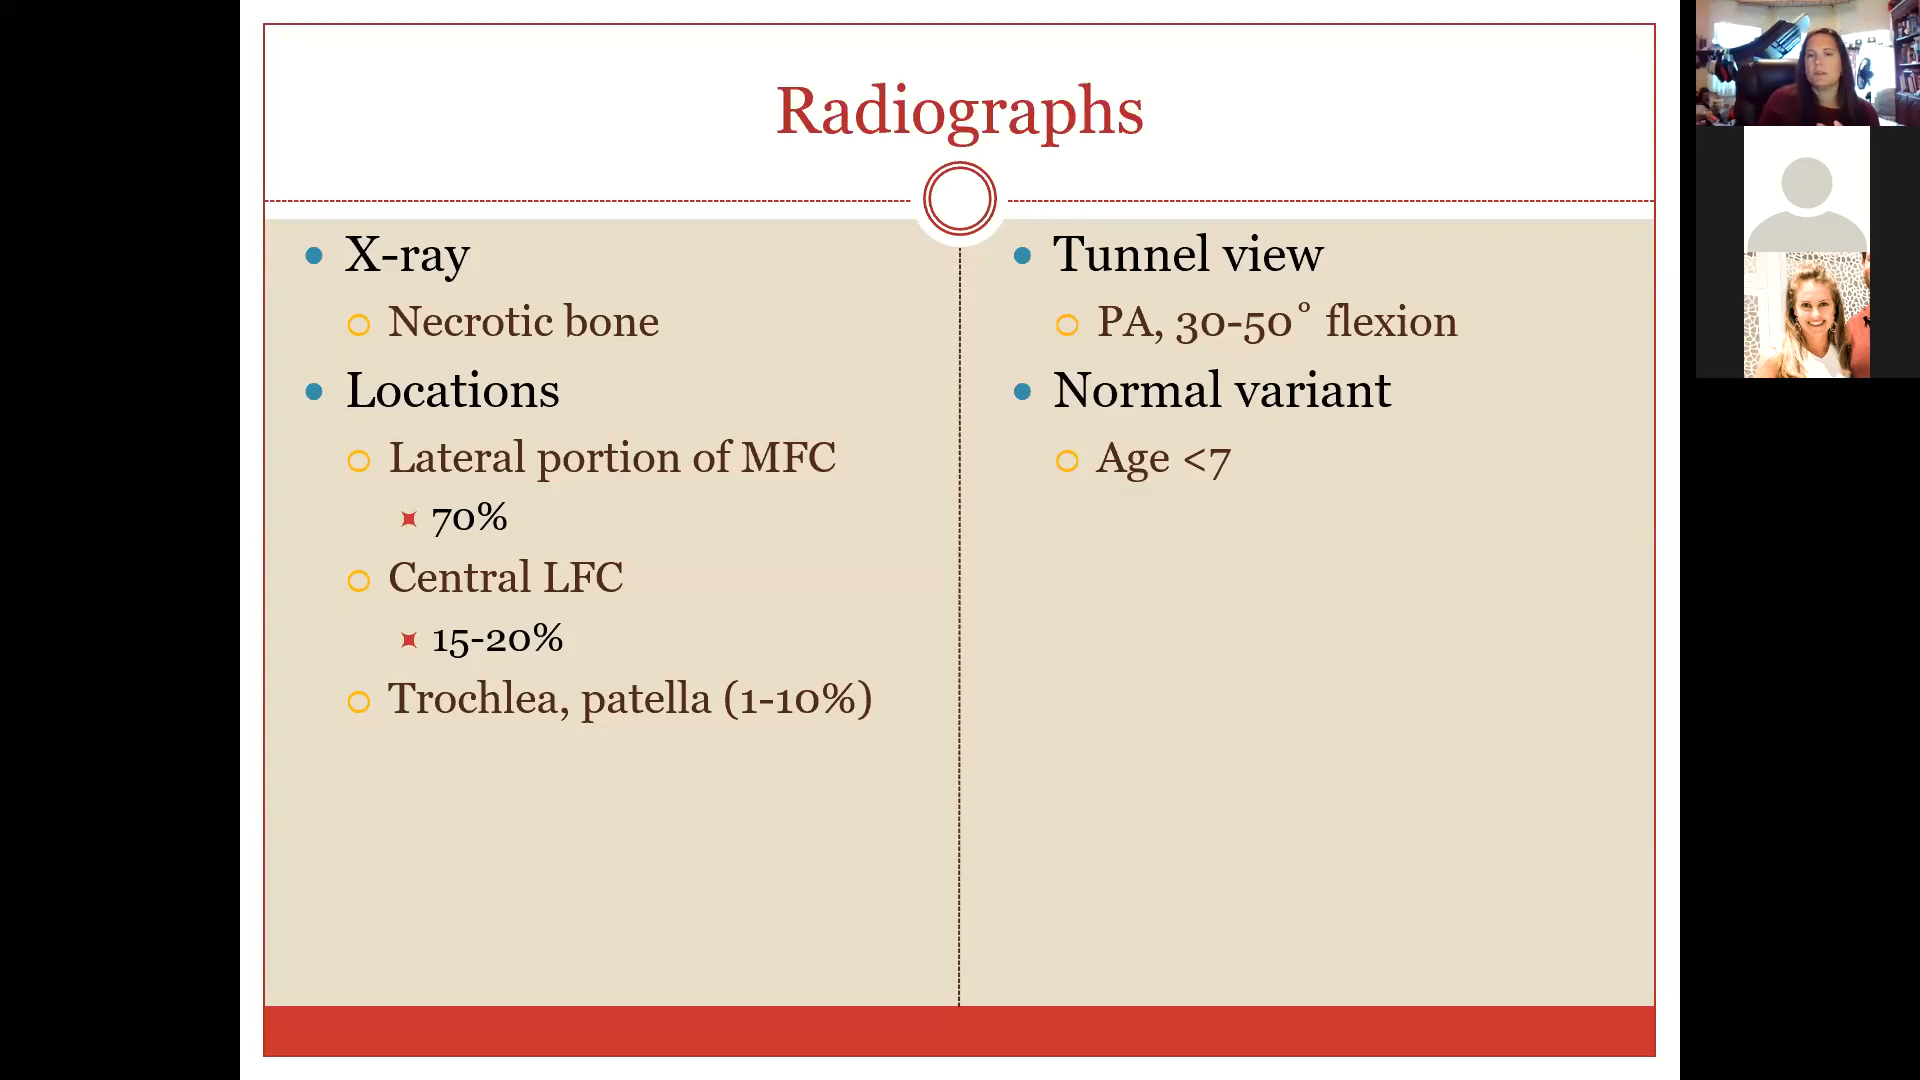 Radiographs
X-ray
Necrotic bone
Locations
Lateral portion of MFC
70%
Central LFC
15-20%
Trochlea, patella (1-10%)
Tunnel view
PA, 30-50˚ flexion
Normal variant
Age <7